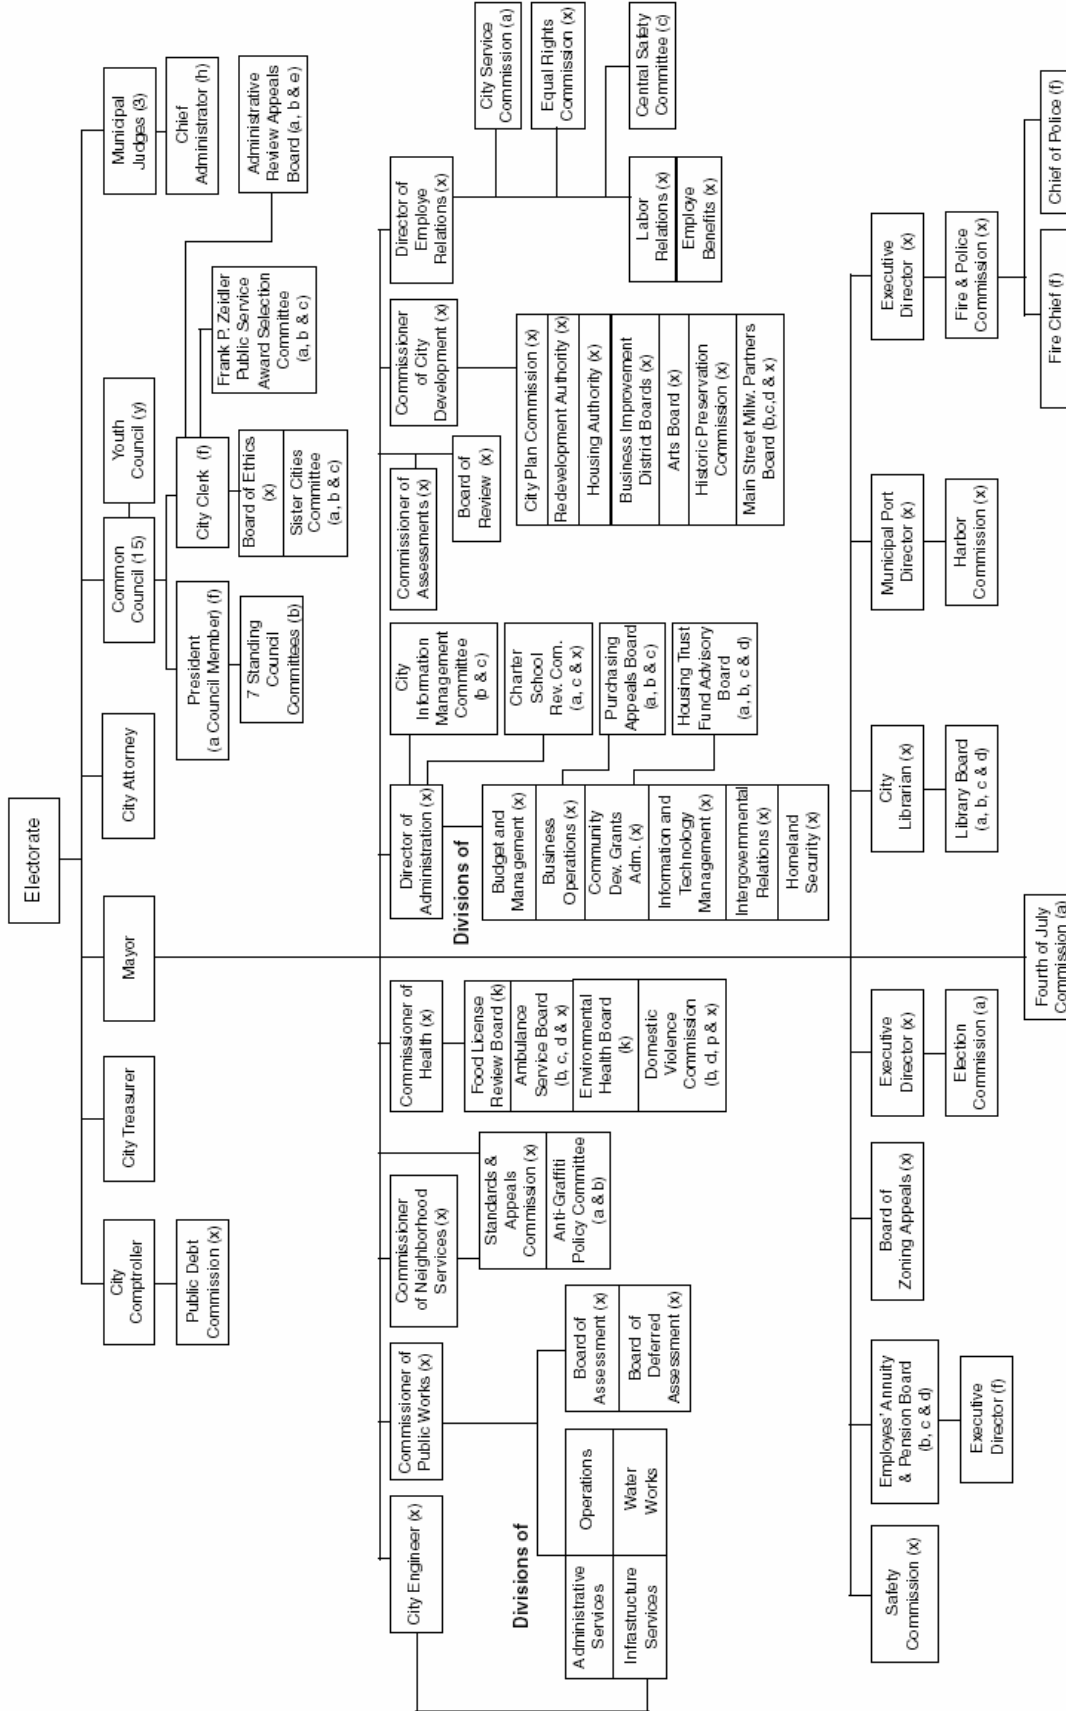 Electorate
City
Comptroller
Public Debt
Commission (x)
City Treasurer
Mayor
City Attorney
Common
Council (15)
Youth
Council (y)
President
(a Council Member) (f)
7 Standing
Council
Committees (b)
City Clerk (f)
Board of Ethics
(x)
Sister Cities
Committee
(a, b & c)
Frank P. Zeidler
Public Service
Award Selection
Committee
(a, b & c)
Municipal
Judges (3)
Chief
Administrator (h)
Administrative
Review Appeals
Board (a, b & e)
City Engineer (x)
Commissioner of
Public Works (x)
Divisions of
Administrative
Services
Operations
Infrastructure
Services
Water
Works
Board of
Assessment (x)
Board of
Deferred
Assessment (x)
Commissioner
of Neighborhood
Services (x)
Standards &
Appeals
Commission (x)
Anti-Graffiti
Policy Committee
(a & b)
Commissioner of
Health (x)
Food License
Review Board (k)
Ambulance
Service Board
(b, c, d & x)
Environmental
Health Board
(k)
Domestic
Violence
Commission
(b, d, p & x)
Director of
Administration (x)
Divisions of
Budget and
Management (x)
Business
Operations (x)
Community
Dev. Grants
Adm. (x)
Information and
Technology
Management (x)
Intergovernmental
Relations (x)
Homeland
Security (x)
City
Information
Management
Committee
(b & c)
Charter
School
Rev. Com.
(a, c & x)
Purchasing
Appeals Board
(a, b & c)
Housing Trust
Fund Advisory
Board
(a, b, c & d)
Commissioner of
Assessments (x)
Board of
Review (x)
Commissioner
of City
Development (x)
City Plan Commission (x)
Redevelopment Authority (x)
Housing Authority (x)
Business Improvement
District Boards (x)
Arts Board (x)
Historic Preservation
Commission (x)
Main Street Milw. Partners
Board (b,c,d & x)
Director of
Employe
Relations (x)
City Service
Commission (a)
Equal Rights
Commission (x)
Central Safety
Committee (c)
Labor
Relations (x)
Employe
Benefits (x)
Safety
Commission (x)
Employes' Annuity
& Pension Board
(b, c & d)
Executive
Director (f)
Board of
Zoning Appeals (x)
Executive
Director (x)
Election
Commission (a)
Fourth of July
Commission (a)
City
Librarian (x)
Library Board
(a, b, c & d)
Municipal Port
Director (x)
Harbor
Commission (x)
Executive
Director (x)
Fire & Police
Commission (x)
Fire Chief (f)
Chief of Police (f)